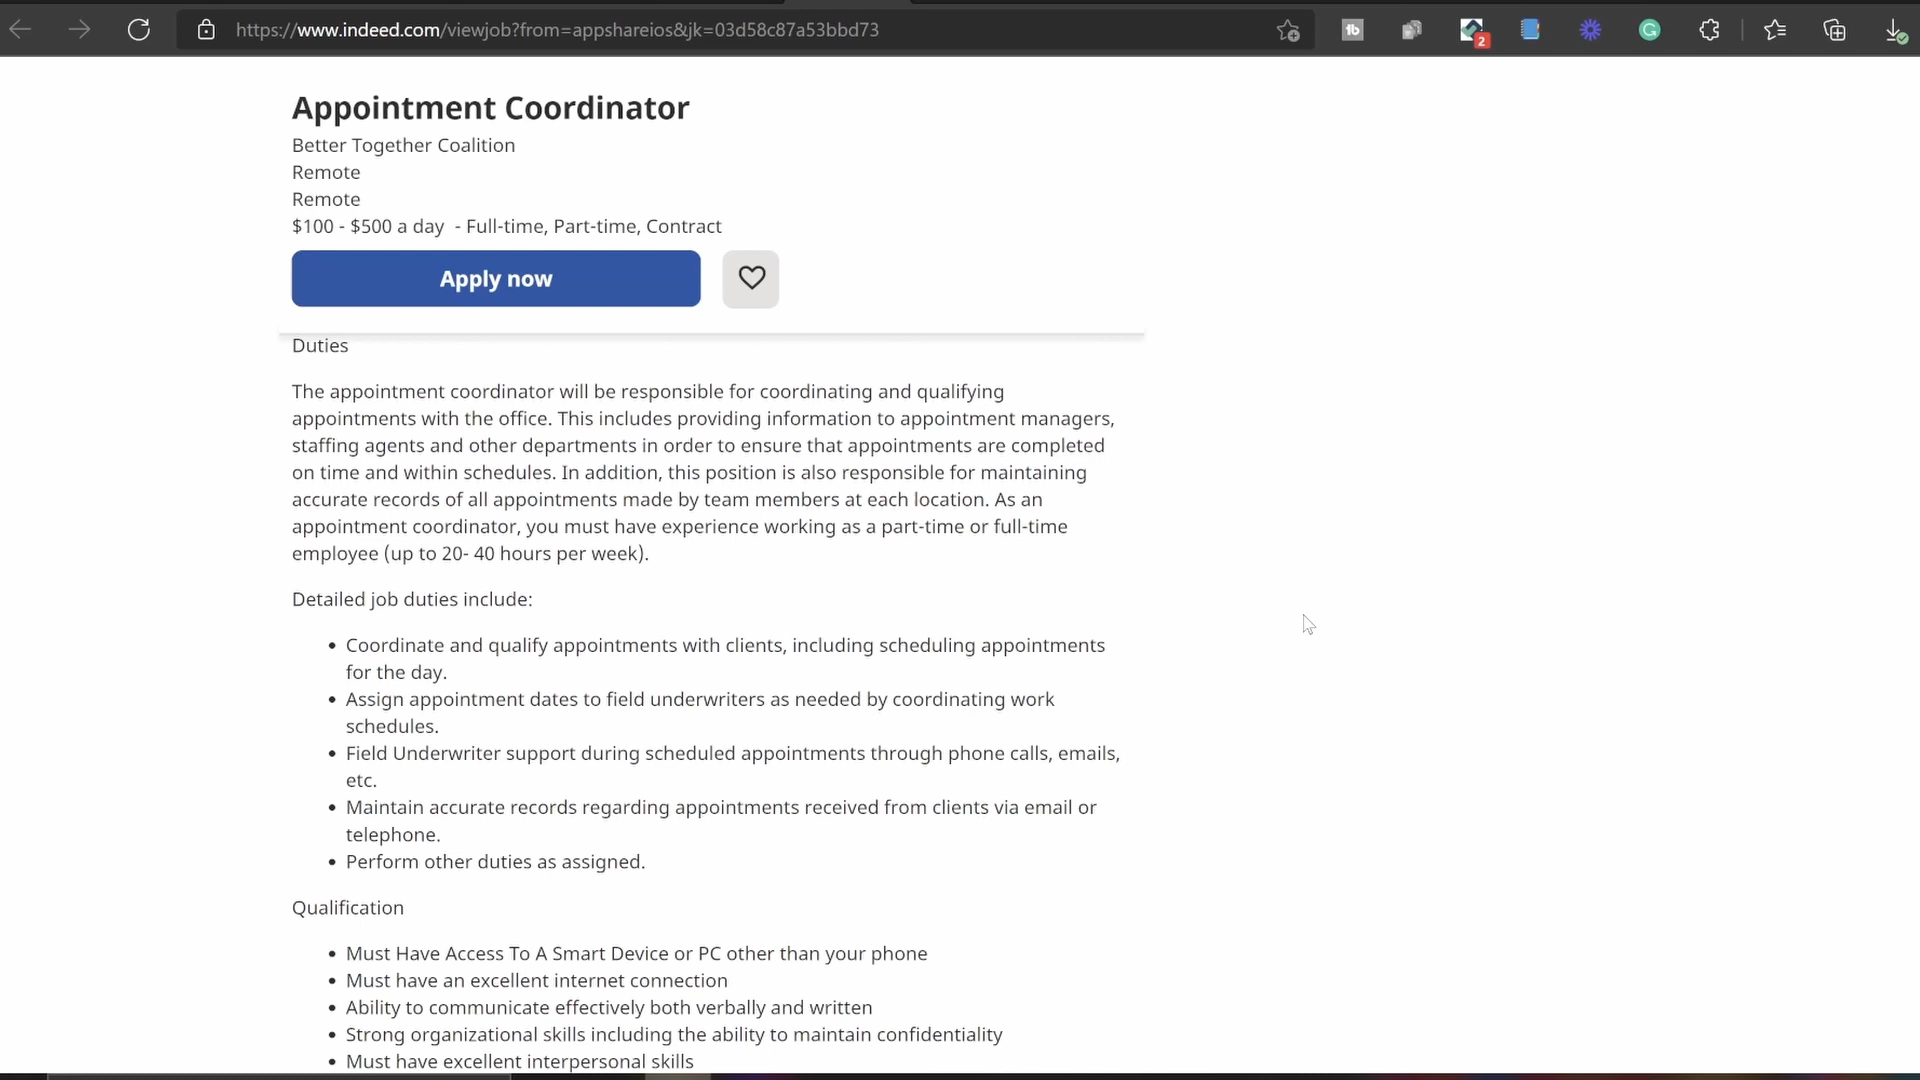 https://www.indeed.com/viewjob?from=appshareios&jk=03d58c87a53bbd73
tb
2
G
Appointment Coordinator
Better Together Coalition
Remote
Remote
$100 - $500 a day - Full-time, Part-time, Contract
Apply now
Duties
The appointment coordinator will be responsible for coordinating and qualifying
appointments with the office. This includes providing information to appointment managers,
staffing agents and other departments in order to ensure that appointments are completed
on time and within schedules. In addition, this position is also responsible for maintaining
accurate records of all appointments made by team members at each location. As an
appointment coordinator, you must have experience working as a part-time or full-time
employee (up to 20- 40 hours per week).
Detailed job duties include:
• Coordinate and qualify appointments with clients, including scheduling appointments
for the day.
• Assign appointment dates to field underwriters as needed by coordinating work
schedules.
• Field Underwriter support during scheduled appointments through phone calls, emails,
etc.
• Maintain accurate records regarding appointments received from clients via email or
telephone.
• Perform other duties as assigned.
Qualification
• Must Have Access To A Smart Device or PC other than your phone
• Must have an excellent internet connection
• Ability to communicate effectively both verbally and written
• Strong organizational skills including the ability to maintain confidentiality
• Must have excellent interpersonal skills